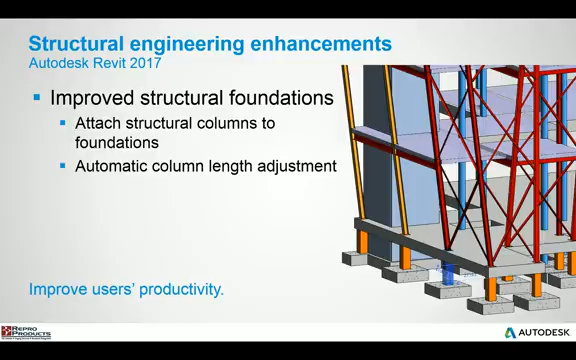 Structural engineering enhancements
Autodesk Revit 2017
Improved structural foundations
Attach structural columns to
foundations
Automatic column length adjustment
Improve users' productivity.
REPRO
PRODUCTS
AUTODESK